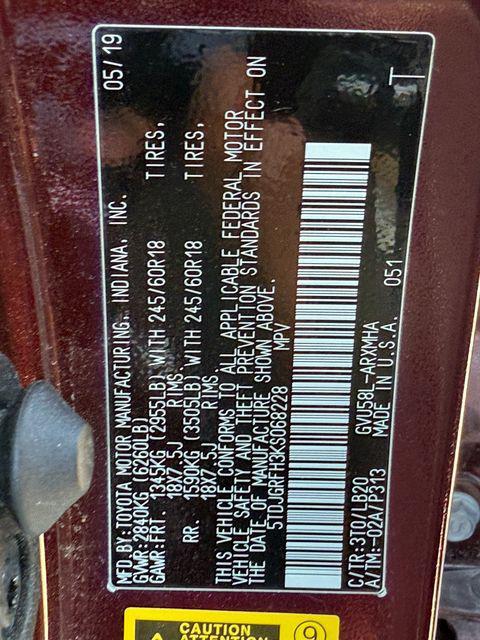 MFD.BY:TOYOTA MOTOR MANUFACTURING, INDIANA, INC. 05/19
GVWR:2840KG (6260LB)
GAWR:FRT. 1345KG (2955LB) WITH 245/60R18 TIRES,
18X7.5J RIMS,
RR. 1590KG (3505LB) WITH 245/60R18 TIRES,
18X7.5J RIMS
THIS VEHICLE CONFORMS TO ALL APPLICABLE FEDERAL MOTOR
VEHICLE SAFETY AND THEFT PREVENTION STANDARDS IN EFFECT ON
THE DATE OF MANUFACTURE SHOWN ABOVE.
5TDJGRFH3KS068228 MPV
C/TR:3T0/LB20 GVU58L-ARXMHA 051
A/TM:-02A/P313 MADE IN U.S.A. T
CAUTION
ATTENTION
9